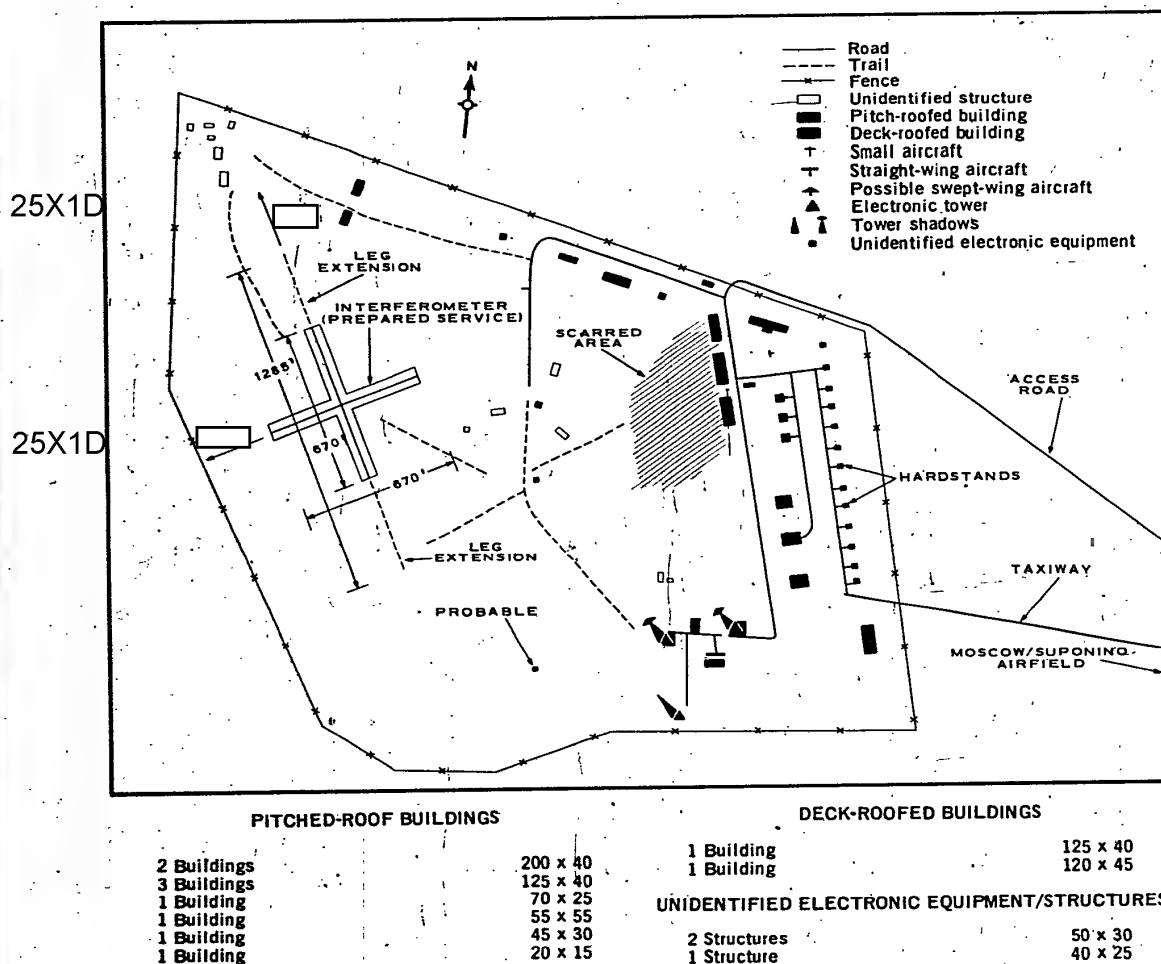 N
Road
Trail
Fence
Unidentified structure
Pitch-roofed building
Deck-roofed building
Small aircraft
Straight-wing aircraft
Possible swept-wing aircraft
Electronic tower
Tower shadows
Unidentified electronic equipment
25X1D
LEG
EXTENSION
INTERFEROMETER
(PREPARED SERVICE)
SCARRED
AREA
1285'
ACCESS
ROAD
25X1D
670'
670'
HARDSTANDS
LEG
EXTENSION
TAXIWAY
PROBABLE
MOSCOW/SUPONINO
AIRFIELD
PITCHED-ROOF BUILDINGS
2 Buildings 200 x 40
3 Buildings 125 x 40
1 Building 70 x 25
1 Building 55 x 55
1 Building 45 x 30
1 Building 20 x 15
DECK-ROOFED BUILDINGS
1 Building 125 x 40
1 Building 120 x 45
UNIDENTIFIED ELECTRONIC EQUIPMENT/STRUCTURES
2 Structures 50 x 30
1 Structure 40 x 25